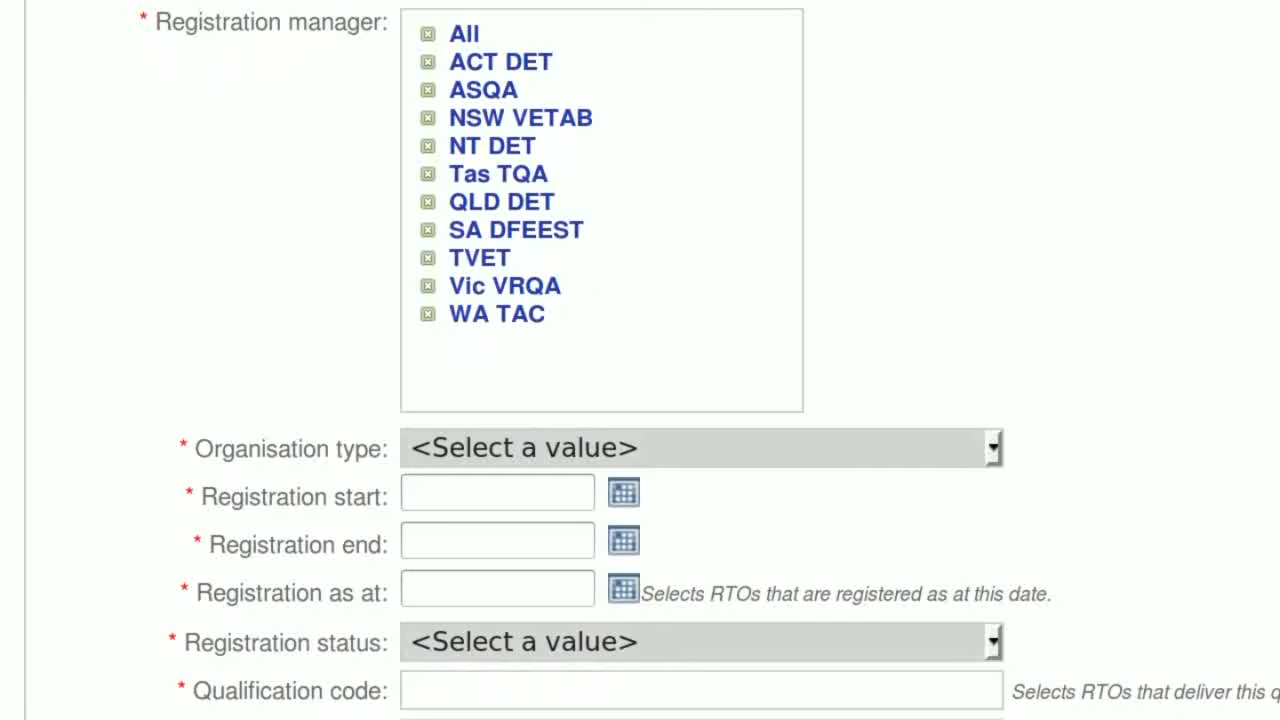 * Registration manager:
All
ACT DET
ASQA
NSW VETAB
NT DET
Tas TQA
QLD DET
SA DFEEST
TVET
Vic VRQA
WA TAC
* Organisation type: <Select a value>
* Registration start:
* Registration end:
* Registration as at: Selects RTOs that are registered as at this date.
* Registration status: <Select a value>
* Qualification code: Selects RTOs that deliver this q